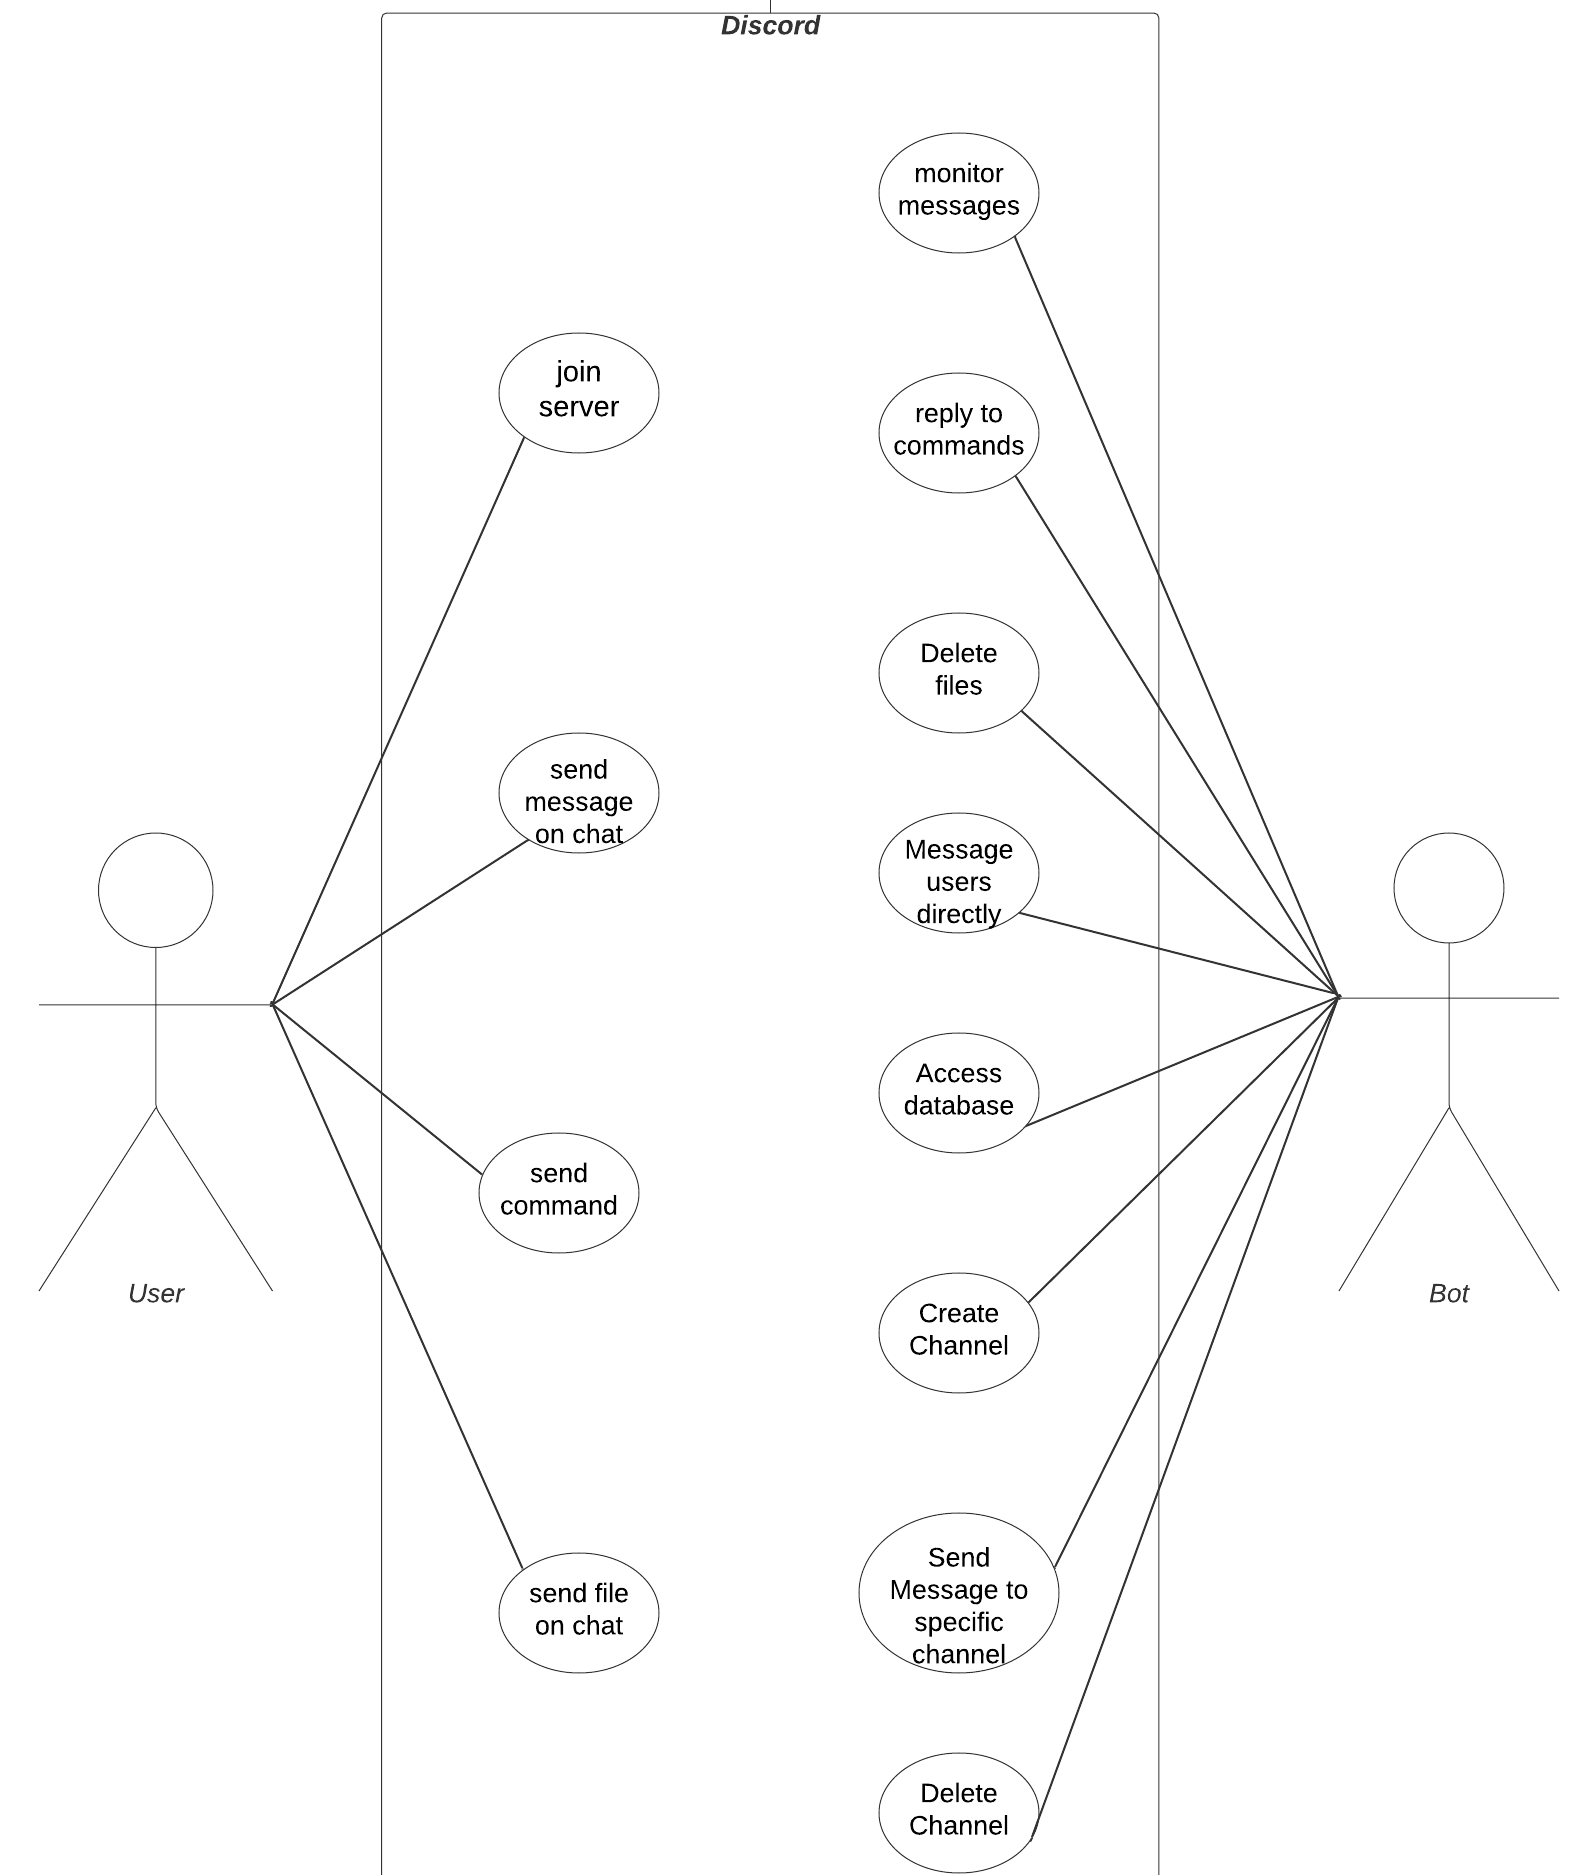 Discord
monitor
messages
join
server
reply to
commands
Delete
files
send
message
on chat
Message
users
directly
Access
database
send
command
User
Bot
Create
Channel
send file
on chat
Send
Message to
specific
channel
Delete
Channel